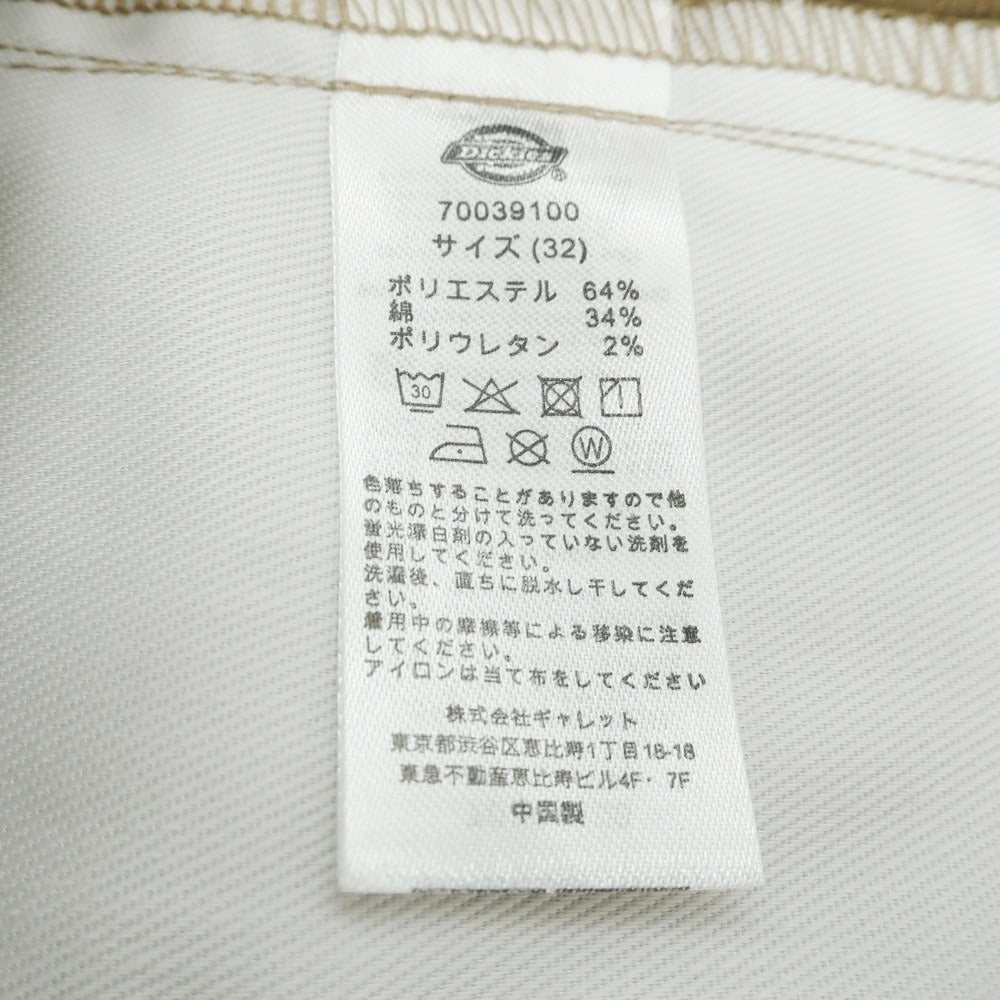 Dickies®
70039100
サイズ (32)
ポリエステル 64%
綿 34%
ポリウレタン 2%
30
W
色落ちすることがありますので他
のものと分けて洗ってください。
蛍光漂白剤の入っていない洗剤を
使用してください。
洗濯後、直ちに脱水し干してくだ
さい。
着用中の摩擦等による移染に注意
してください。
アイロンは当て布をしてください
株式会社ギャレット
東京都渋谷区恵比寿1丁目18-18
東急不動産恵比寿ビル4F・7F
中国製